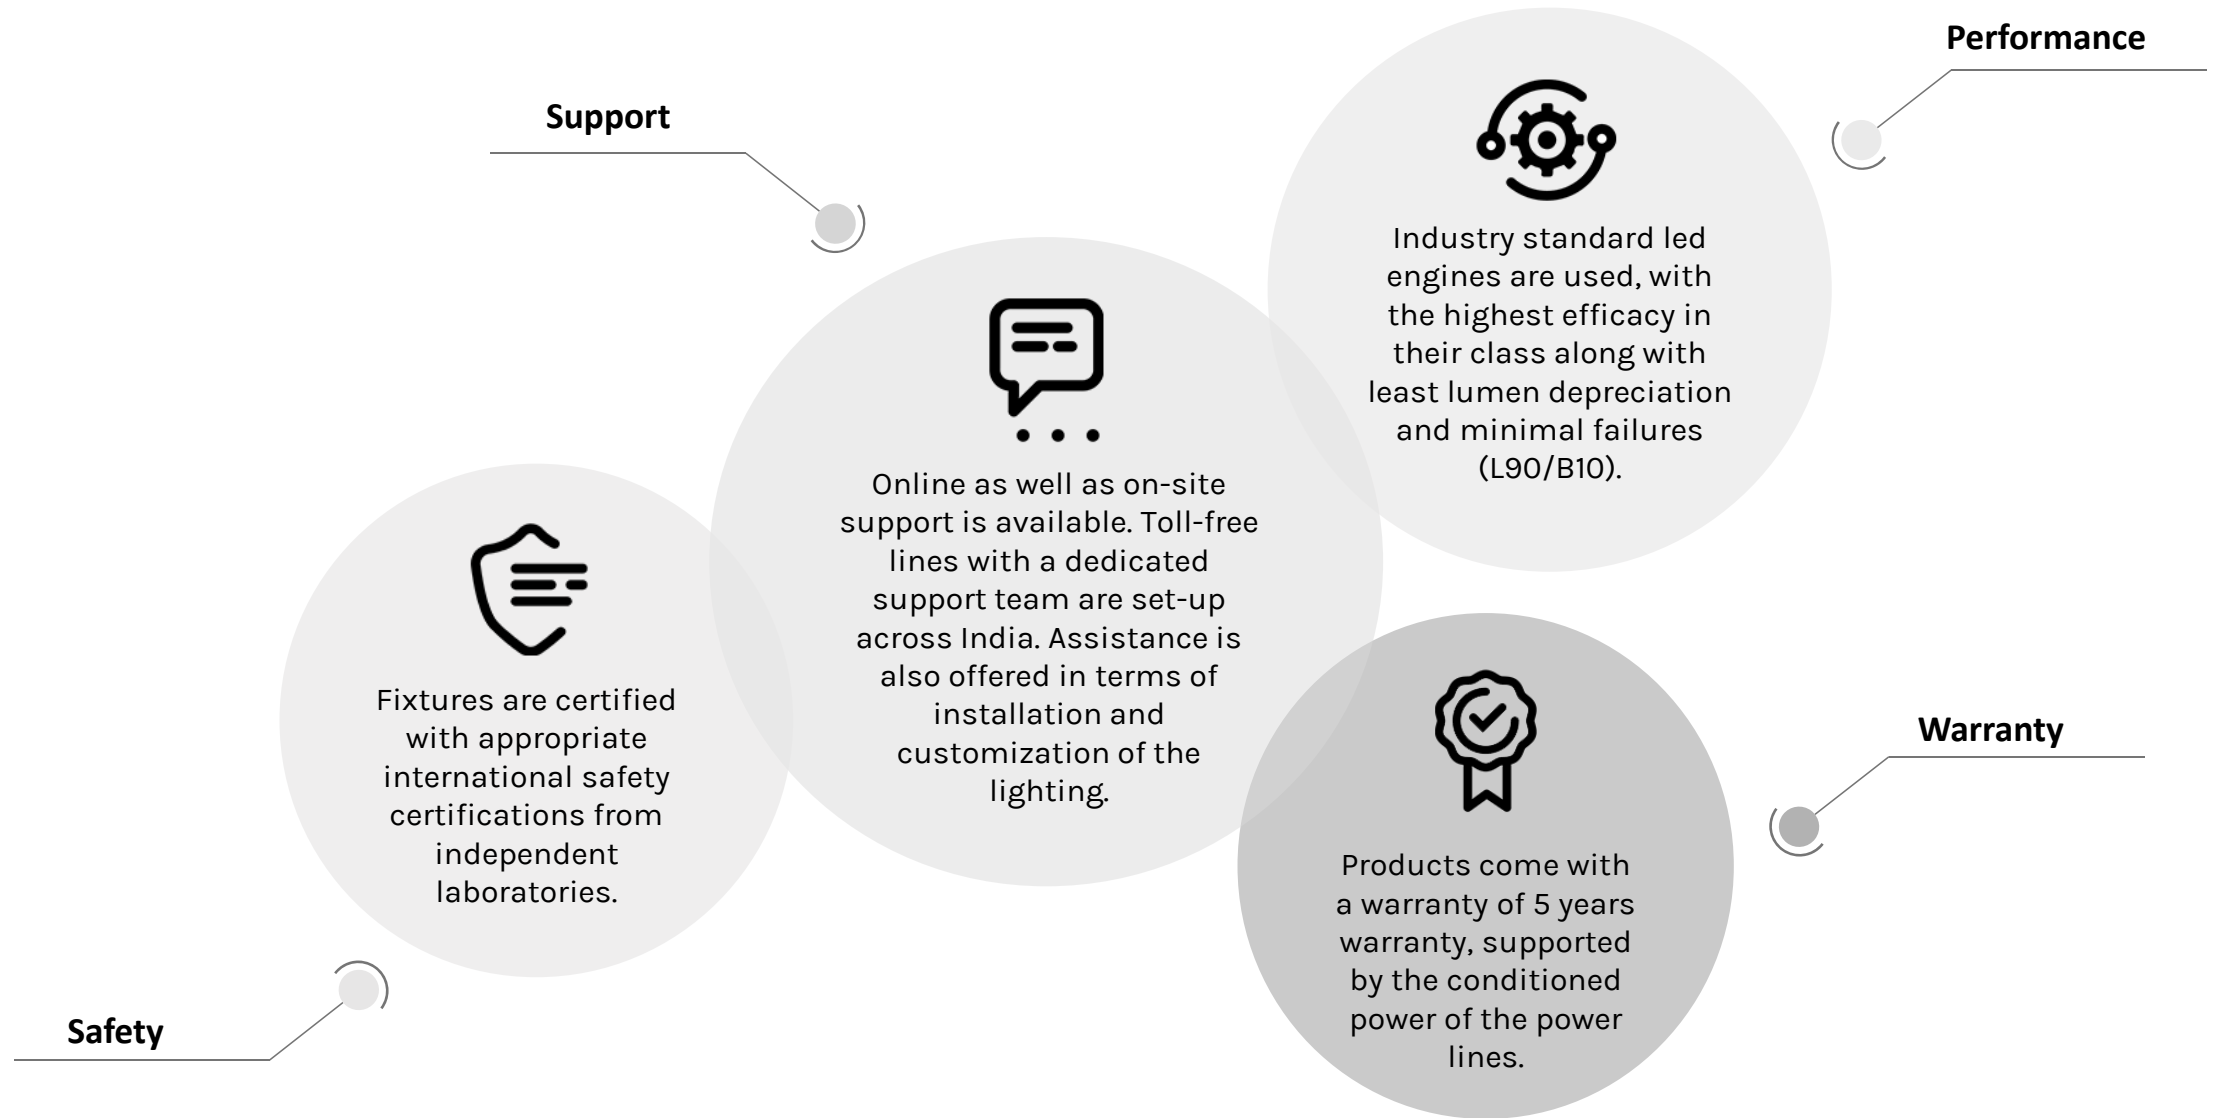 Support
Online as well as on-site
support is available. Toll-free
lines with a dedicated
support team are set-up
across India. Assistance is
also offered in terms of
installation and
customization of the
lighting.
Performance
Industry standard led
engines are used, with
the highest efficacy in
their class along with
least lumen depreciation
and minimal failures
(L90/B10).
Safety
Fixtures are certified
with appropriate
international safety
certifications from
independent
laboratories.
Warranty
Products come with
a warranty of 5 years
warranty, supported
by the conditioned
power of the power
lines.